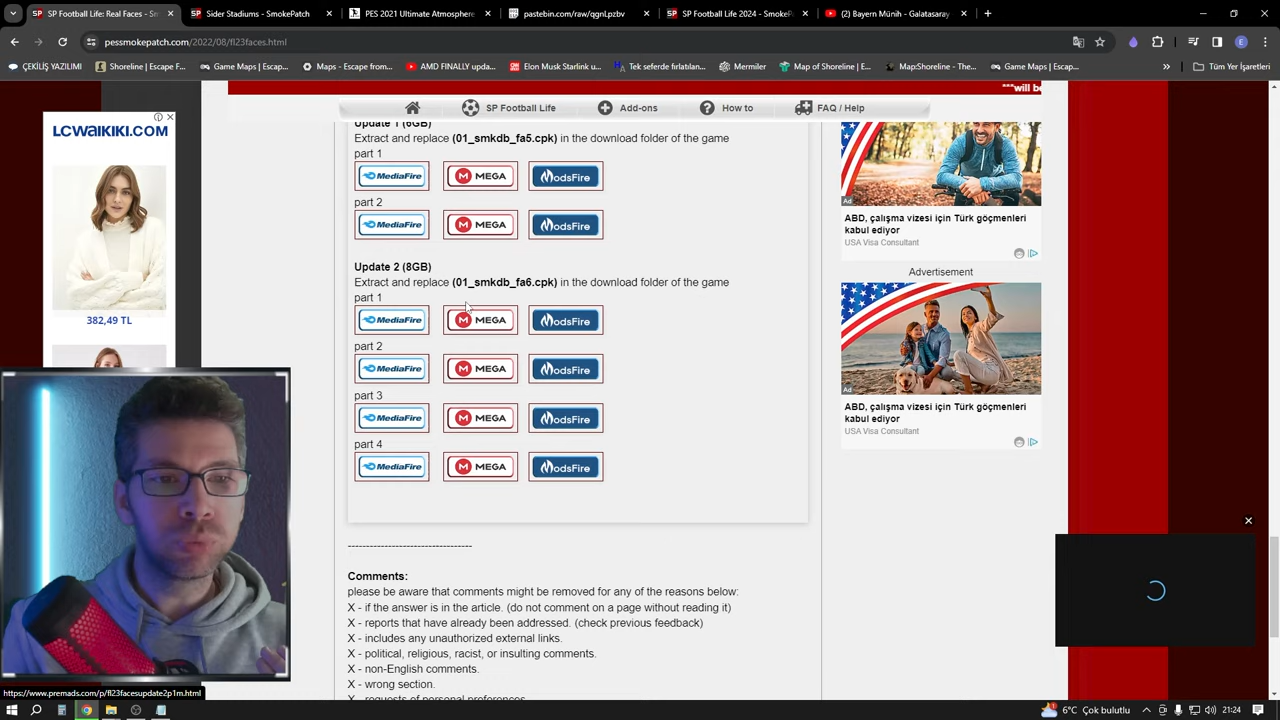 SP Football Life: Real Faces - S
Sider Stadiums - SmokePatch
PES 2021 Ultimate Atmosphere
pastebin.com/raw/qgnLpzbv
SP Football Life 2024 - SmokeP
(2) Bayern Münih - Galatasaray
pessmokepatch.com/2022/08/fl23faces.html
E
ÇEKİLİŞ YAZILIMI
Shoreline | Escape F...
Game Maps | Escap...
Maps - Escape from...
AMD FINALLY upda...
Elon Musk Starlink u...
Tek seferde fırlatılan...
Mermiler
Map of Shoreline | E...
Map:Shoreline - The...
Game Maps | Escap...
Tüm Yer İşaretleri
***will be
SP Football Life
Add-ons
How to
FAQ / Help
LCWAIKIKI.COM
382,49 TL
Update 1 (6GB)
Extract and replace (01_smkdb_fa5.cpk) in the download folder of the game
part 1
MediaFire
MEGA
ModsFire
part 2
MediaFire
MEGA
ModsFire
Update 2 (8GB)
Extract and replace (01_smkdb_fa6.cpk) in the download folder of the game
part 1
MediaFire
MEGA
ModsFire
part 2
MediaFire
MEGA
ModsFire
part 3
MediaFire
MEGA
ModsFire
part 4
MediaFire
MEGA
ModsFire
--------------------------------
Comments:
please be aware that comments might be removed for any of the reasons below:
X - if the answer is in the article. (do not comment on a page without reading it)
X - reports that have already been addressed. (check previous feedback)
X - includes any unauthorized external links.
X - political, religious, racist, or insulting comments.
X - non-English comments.
X - wrong section.
X - requests of personal preferences.
Ad
ABD, çalışma vizesi için Türk göçmenleri
kabul ediyor
USA Visa Consultant
Advertisement
Ad
ABD, çalışma vizesi için Türk göçmenleri
kabul ediyor
USA Visa Consultant
https://www.premads.com/p/fl23facesupdate2p1m.html
6°C Çok bulutlu
21:24